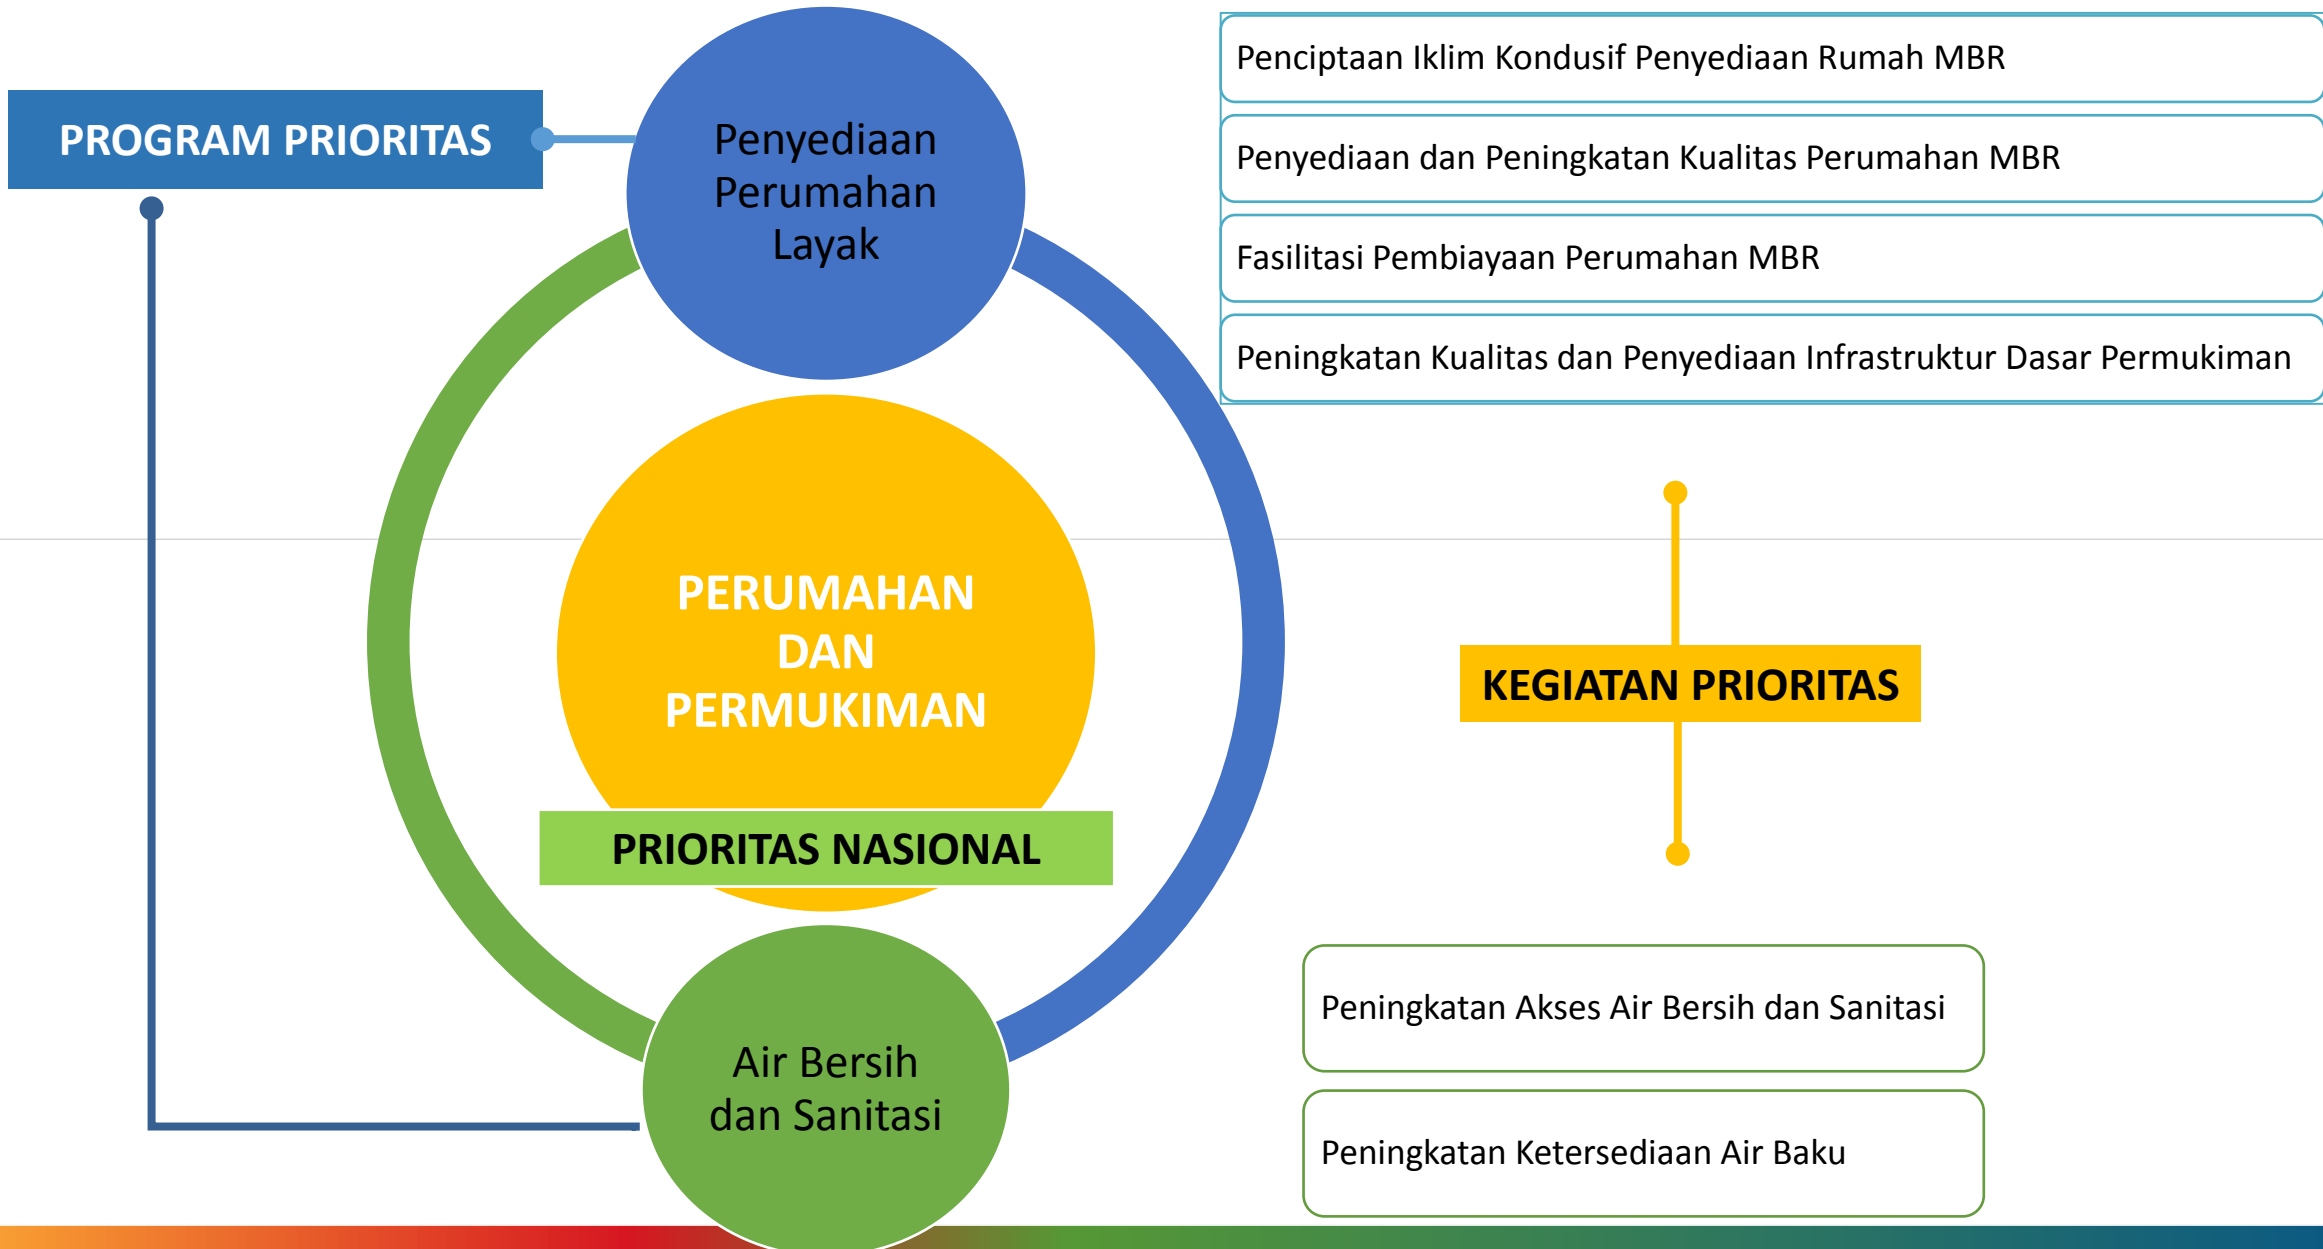 PROGRAM PRIORITAS
Penyediaan
Perumahan
Layak
Penciptaan Iklim Kondusif Penyediaan Rumah MBR
Penyediaan dan Peningkatan Kualitas Perumahan MBR
Fasilitasi Pembiayaan Perumahan MBR
Peningkatan Kualitas dan Penyediaan Infrastruktur Dasar Permukiman
PERUMAHAN
DAN
PERMUKIMAN
PRIORITAS NASIONAL
KEGIATAN PRIORITAS
Air Bersih
dan Sanitasi
Peningkatan Akses Air Bersih dan Sanitasi
Peningkatan Ketersediaan Air Baku